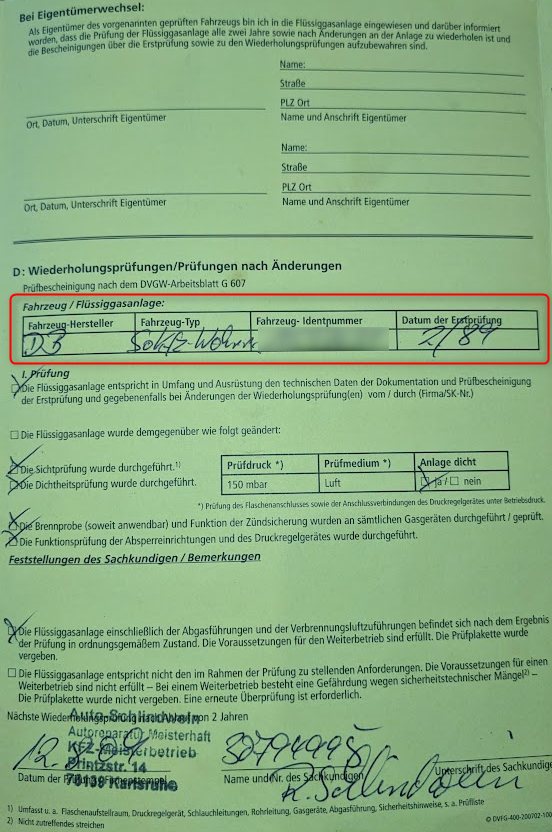 Bei Eigentümerwechsel:
Als Eigentümer des vorgenannten geprüften Fahrzeugs bin ich in die Flüssiggasanlage eingewiesen und darüber informiert
worden, dass die Prüfung der Flüssiggasanlage alle zwei Jahre sowie nach Änderungen an der Anlage zu wiederholen ist und
die Bescheinigungen über die Erstprüfung sowie zu den Wiederholungsprüfungen aufzubewahren sind.
Name:
Straße
PLZ Ort
Ort, Datum, Unterschrift Eigentümer Name und Anschrift Eigentümer
Name:
Straße
PLZ Ort
Ort, Datum, Unterschrift Eigentümer Name und Anschrift Eigentümer
D: Wiederholungsprüfungen/Prüfungen nach Änderungen
Prüfbescheinigung nach dem DVGW-Arbeitsblatt G 607
Fahrzeug / Flüssiggasanlage:
Fahrzeug-Hersteller Fahrzeug-Typ Fahrzeug- Identnummer Datum der Erstprüfung
DB 2/89
I. Prüfung
Die Flüssiggasanlage entspricht in Umfang und Ausrüstung den technischen Daten der Dokumentation und Prüfbescheinigung
der Erstprüfung und gegebenenfalls bei Änderungen der Wiederholungsprüfung(en) vom / durch (Firma/SK-Nr.)
Die Flüssiggasanlage wurde demgegenüber wie folgt geändert:
Die Sichtprüfung wurde durchgeführt.¹⁾ Prüfdruck *) Prüfmedium *) Anlage dicht
Die Dichtheitsprüfung wurde durchgeführt. 150 mbar Luft ja / nein
*) Prüfung des Flaschenanschlusses sowie der Anschlussverbindungen des Druckregelgerätes unter Betriebsdruck.
Die Brennprobe (soweit anwendbar) und Funktion der Zündsicherung wurden an sämtlichen Gasgeräten durchgeführt / geprüft.
Die Funktionsprüfung der Absperreinrichtungen und des Druckregelgerätes wurde durchgeführt.
Feststellungen des Sachkundigen / Bemerkungen
Die Flüssiggasanlage einschließlich der Abgasführungen und der Verbrennungsluftzuführungen befindet sich nach dem Ergebnis
der Prüfung in ordnungsgemäßem Zustand. Die Voraussetzungen für den Weiterbetrieb sind erfüllt. Die Prüfplakette wurde
vergeben.
Die Flüssiggasanlage entspricht nicht den im Rahmen der Prüfung zu stellenden Anforderungen. Die Voraussetzungen für einen
Weiterbetrieb sind nicht erfüllt – Bei einem Weiterbetrieb besteht eine Gefährdung wegen sicherheitstechnischer Mängel²⁾ –
Die Prüfplakette wurde nicht vergeben. Eine erneute Überprüfung ist erforderlich.
Nächste Wiederholungsprüfung von 2 Jahren
Autoreparatur Meisterhaft
KFZ-Meisterbetrieb
Printzstr. 14
76139 Karlsruhe
Datum der Name und Nr. des Sachkundigen Unterschrift des Sachkundige
1) Umfasst u. a. Flaschenaufstellraum, Druckregelgerät, Schlauchleitungen, Rohrleitung, Gasgeräte, Abgasführung, Sicherheitshinweise, s. a. Prüfliste
2) Nicht zutreffendes streichen
© DVFG-400-200702-100